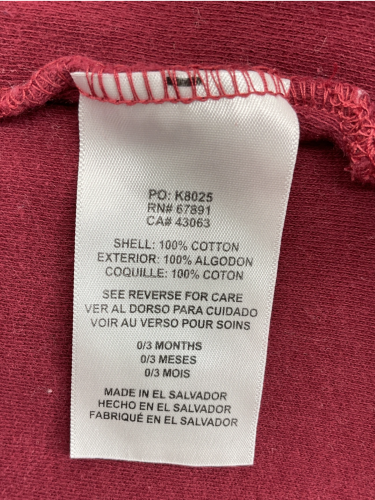 PO: K8025
RN# 67891
CA# 43063
SHELL: 100% COTTON
EXTERIOR: 100% ALGODON
COQUILLE: 100% COTON
SEE REVERSE FOR CARE
VER AL DORSO PARA CUIDADO
VOIR AU VERSO POUR SOINS
0/3 MONTHS
0/3 MESES
0/3 MOIS
MADE IN EL SALVADOR
HECHO EN EL SALVADOR
FABRIQUÉ EN EL SALVADOR